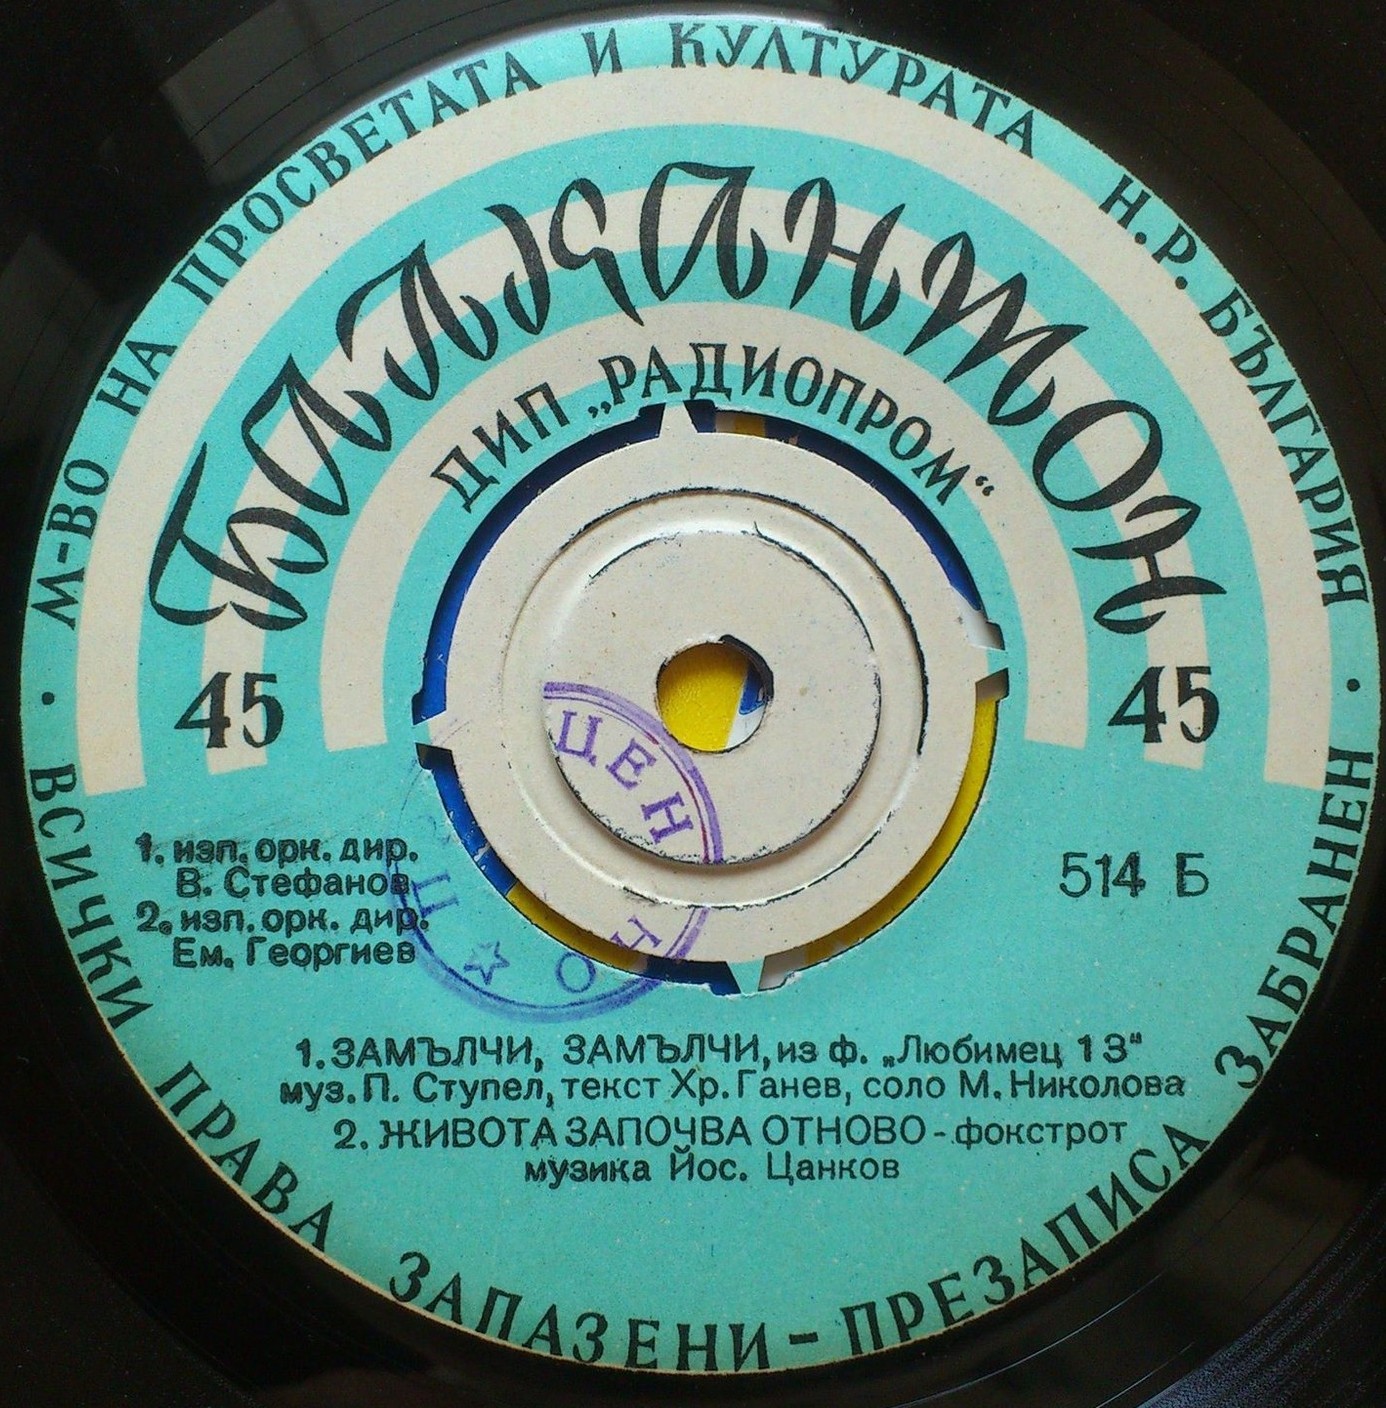 М-ВО НА ПРОСВЕТАТА И КУЛТУРАТА Н.Р. БЪЛГАРИЯ
БАЛКАНТОН
ДИП „РАДИОПРОМ“
45
45
ЦЕН
1. изп. орк. дир.
В. Стефанов
2. изп. орк. дир.
Ем. Георгиев
514 Б
1. ЗАМЪЛЧИ, ЗАМЪЛЧИ, из ф. „Любимец 13“
муз. П. Ступел, текст Хр. Ганев, соло М. Николова
2. ЖИВОТА ЗАПОЧВА ОТНОВО - фокстрот
музика Йос. Цанков
• ВСИЧКИ ПРАВА ЗАПАЗЕНИ – ПРЕЗАПИСА ЗАБРАНЕН •